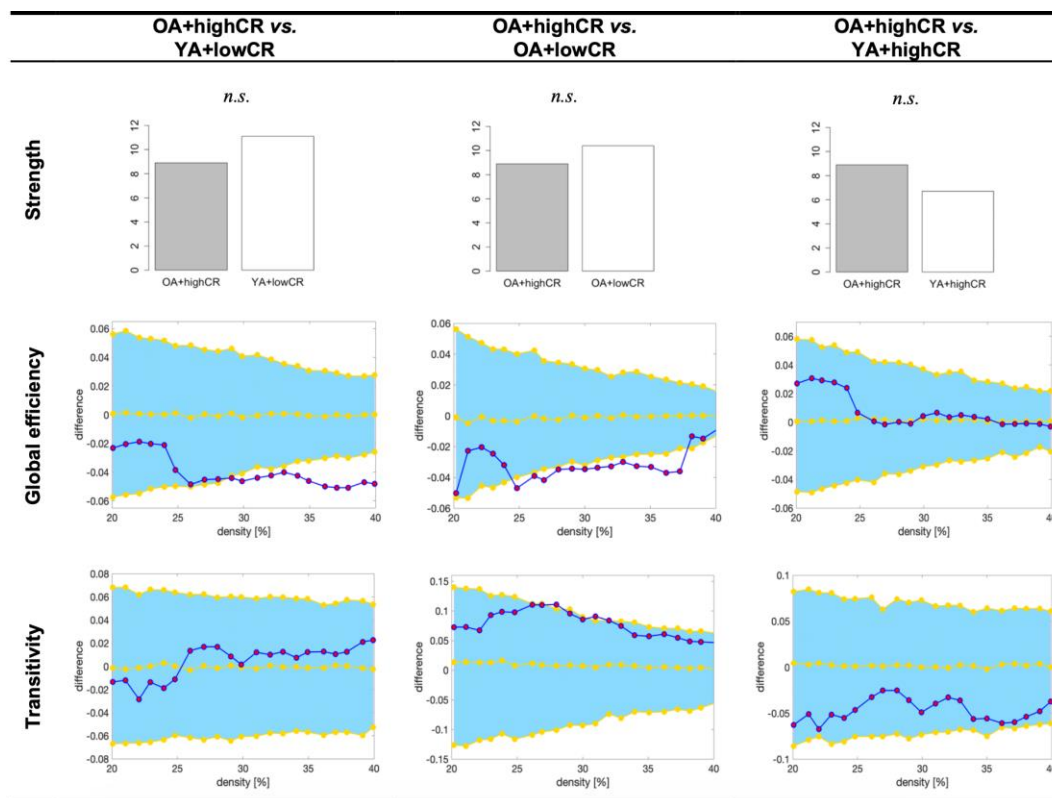 OA+highCR vs.
YA+lowCR
OA+highCR vs.
OA+lowCR
OA+highCR vs.
YA+highCR
Strength
n.s.
12
10
8
6
4
2
0
OA+highCR
YA+lowCR
n.s.
12
10
8
6
4
2
0
OA+highCR
OA+lowCR
n.s.
12
10
8
6
4
2
0
OA+highCR
YA+highCR
Global efficiency
difference
0.06
0.04
0.02
0
-0.02
-0.04
-0.06
20 25 30 35 40
density [%]
difference
0.06
0.04
0.02
0
-0.02
-0.04
-0.06
20 25 30 35 40
density [%]
difference
0.06
0.04
0.02
0
-0.02
-0.04
-0.06
20 25 30 35 40
density [%]
Transitivity
difference
0.08
0.06
0.04
0.02
0
-0.02
-0.04
-0.06
-0.08
20 25 30 35 40
density [%]
difference
0.15
0.1
0.05
0
-0.05
-0.1
-0.15
20 25 30 35 40
density [%]
difference
0.1
0.05
0
-0.05
-0.1
20 25 30 35 40
density [%]